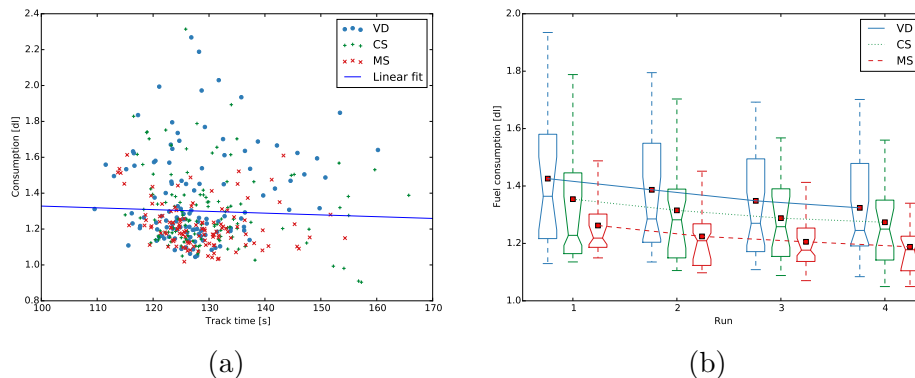 2.4
2.2
2.0
1.8
1.6
1.4
1.2
1.0
0.8
Consumption [dl]
100 110 120 130 140 150 160 170
Track time [s]
VD
CS
MS
Linear fit
(a)
2.0
1.8
1.6
1.4
1.2
1.0
Fuel consumption [dl]
1 2 3 4
Run
VD
CS
MS
(b)